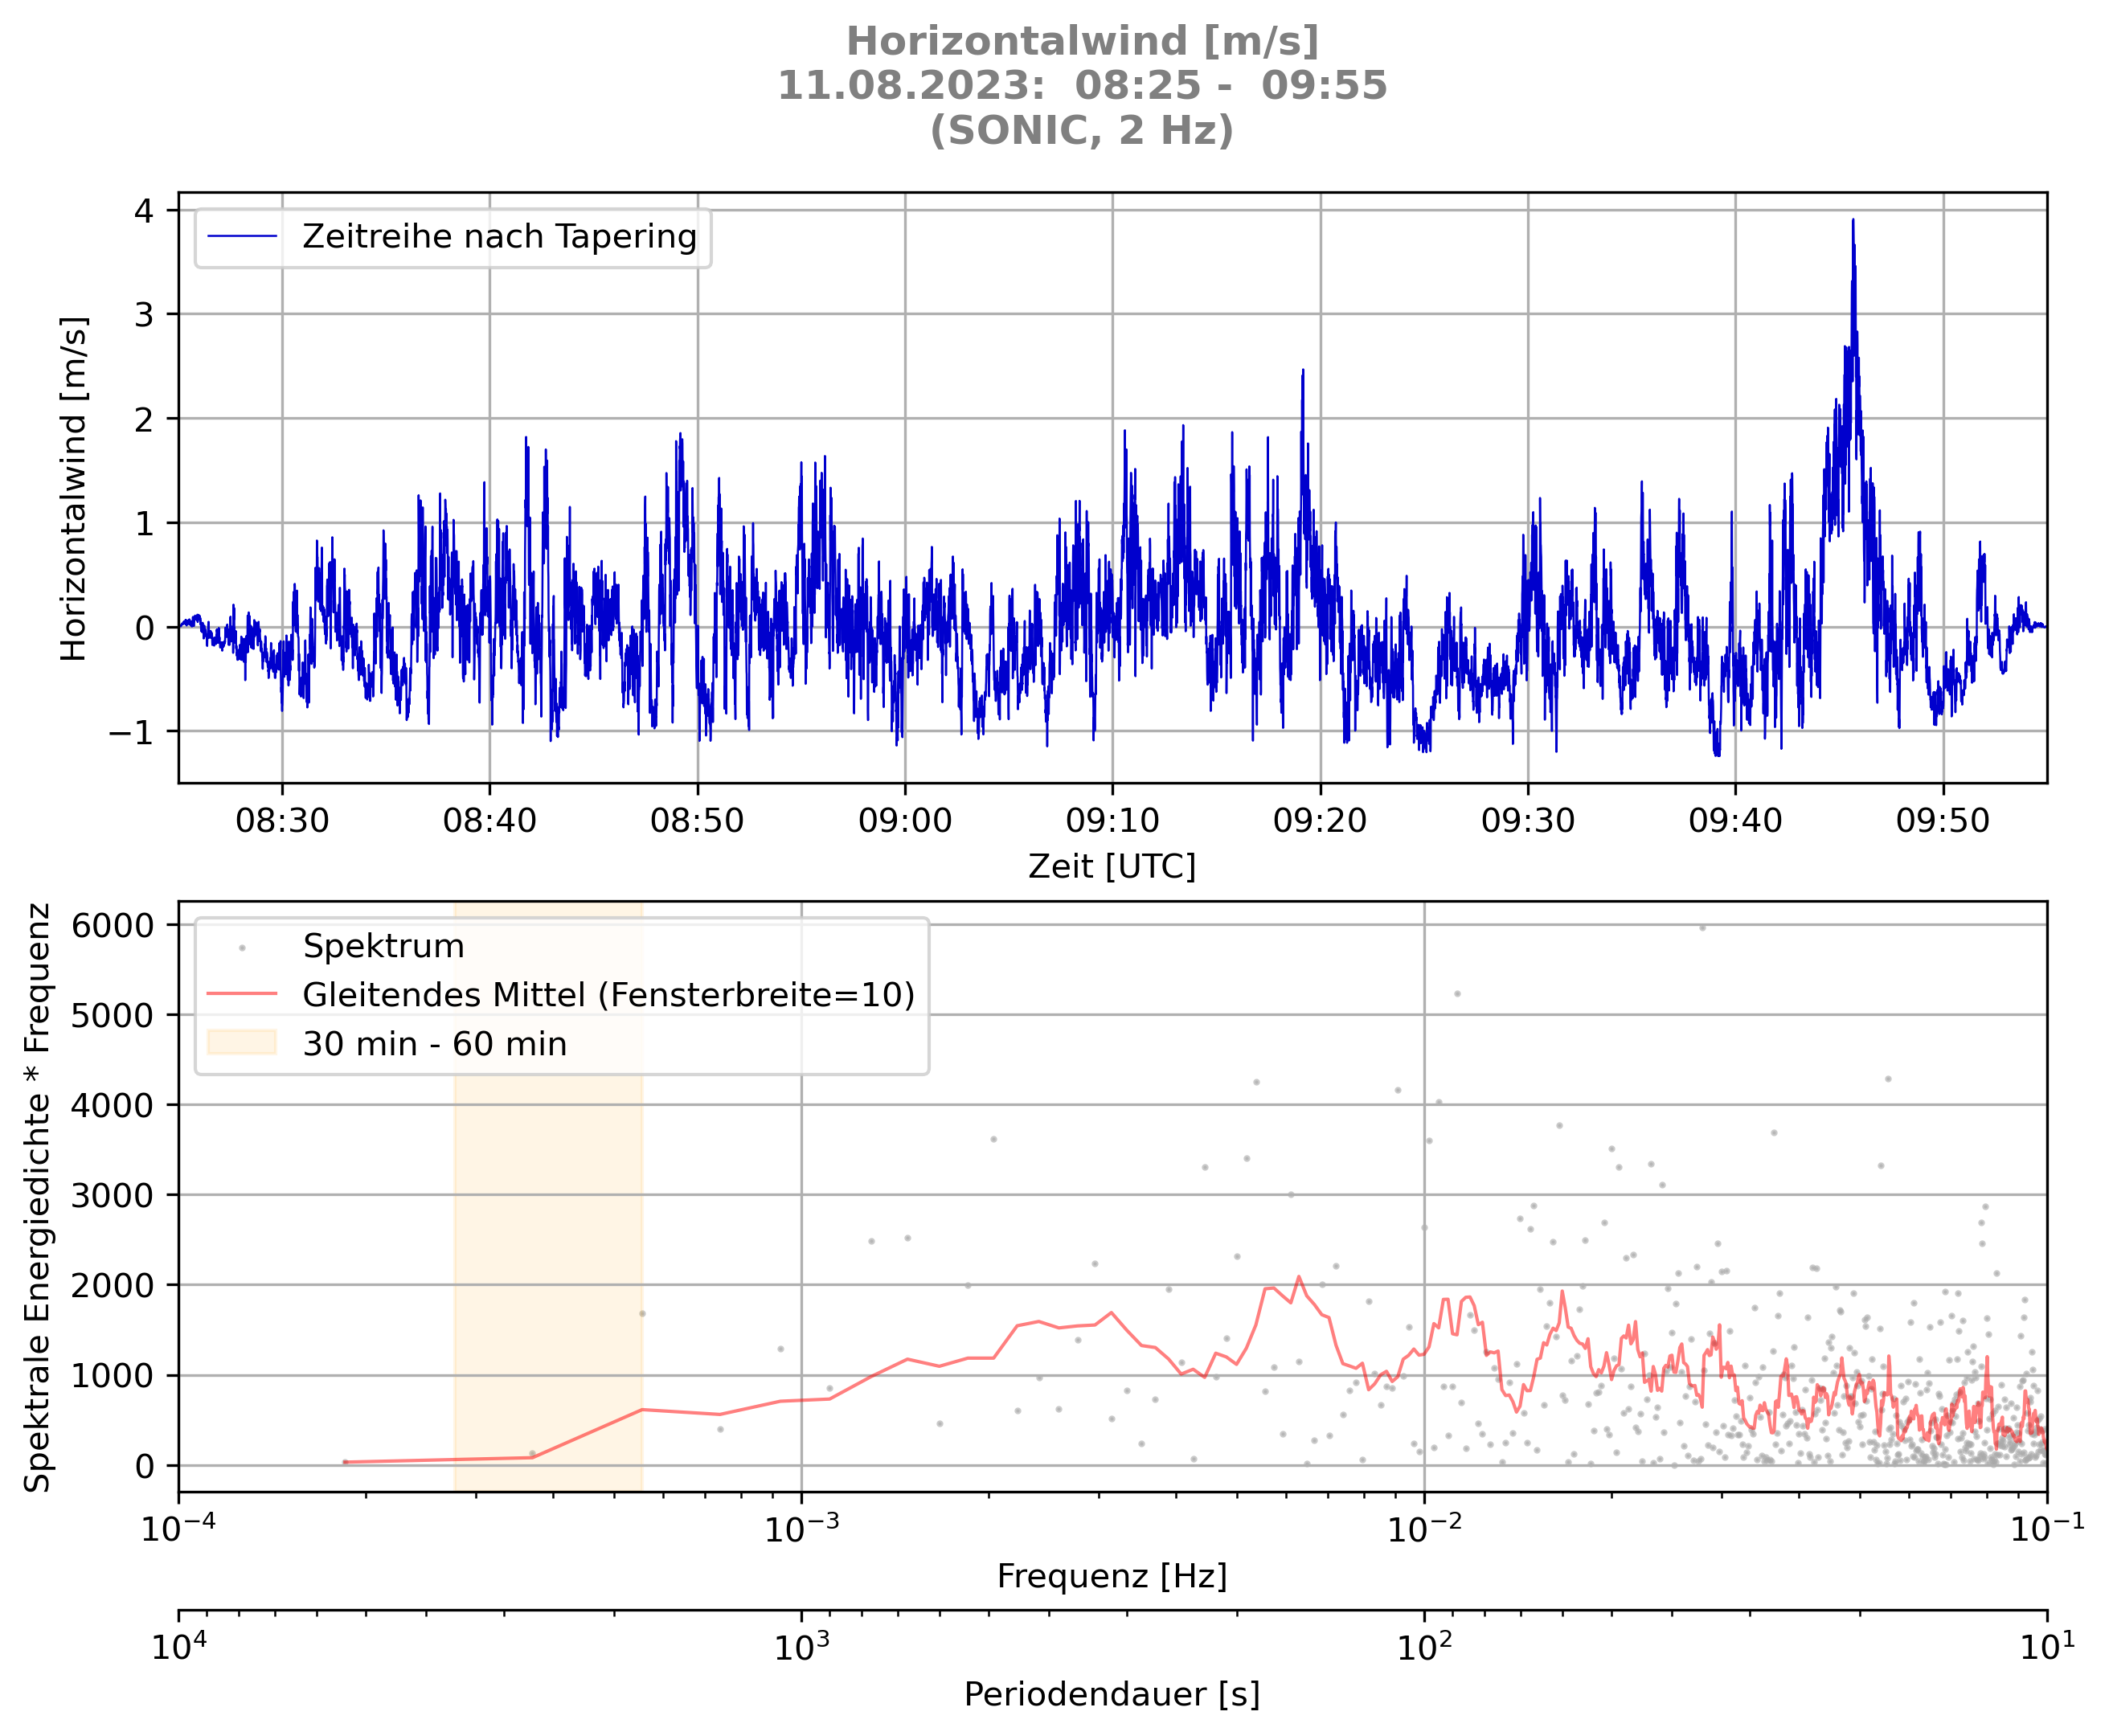 Horizontalwind [m/s]
11.08.2023:  08:25 -  09:55
(SONIC, 2 Hz)
Zeitreihe nach Tapering
Horizontalwind [m/s]
4
3
2
1
0
−1
08:30 08:40 08:50 09:00 09:10 09:20 09:30 09:40 09:50
Zeit [UTC]
Spektrum
Gleitendes Mittel (Fensterbreite=10)
30 min - 60 min
Spektrale Energiedichte * Frequenz
6000
5000
4000
3000
2000
1000
0
10⁻⁴ 10⁻³ 10⁻² 10⁻¹
Frequenz [Hz]
10⁴ 10³ 10² 10¹
Periodendauer [s]